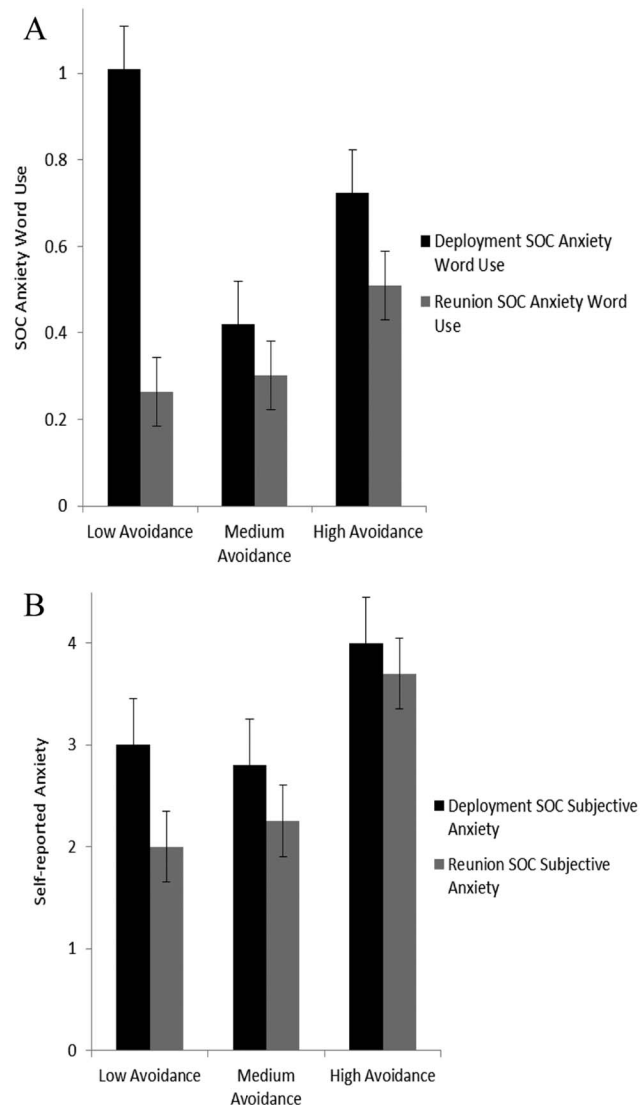 A
SOC Anxiety Word Use
1
0.8
0.6
0.4
0.2
0
Low Avoidance
Medium
Avoidance
High Avoidance
Deployment SOC Anxiety
Word Use
Reunion SOC Anxiety Word
Use
B
Self-reported Anxiety
4
3
2
1
0
Low Avoidance
Medium
Avoidance
High Avoidance
Deployment SOC Subjective
Anxiety
Reunion SOC Subjective
Anxiety